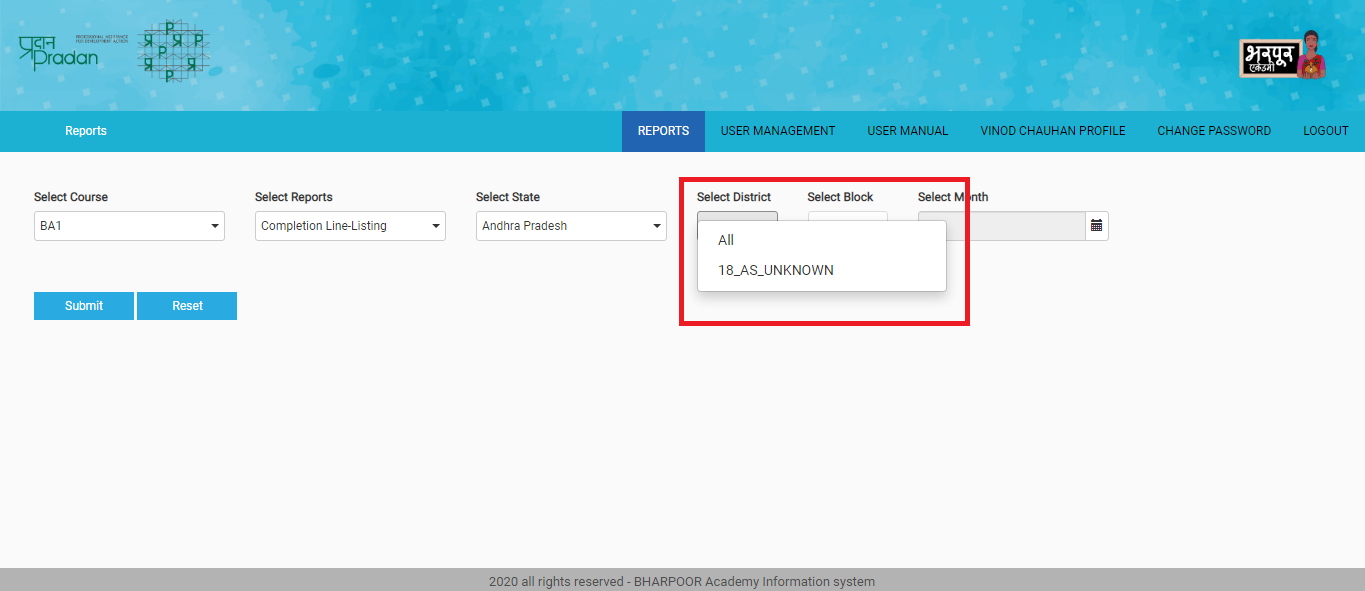 प्रदान
Pradan
PROFESSIONAL ASSISTANCE
FOR DEVELOPMENT ACTION
P
प्र P प्र P
P प्र
प्र P प्र
P
भरपूर
एकेडमी
Reports
REPORTS
USER MANAGEMENT
USER MANUAL
VINOD CHAUHAN PROFILE
CHANGE PASSWORD
LOGOUT
Select Course
Select Reports
Select State
Select District
Select Block
Select Month
BA1
Completion Line-Listing
Andhra Pradesh
All
18_AS_UNKNOWN
Submit
Reset
2020 all rights reserved - BHARPOOR Academy Information system